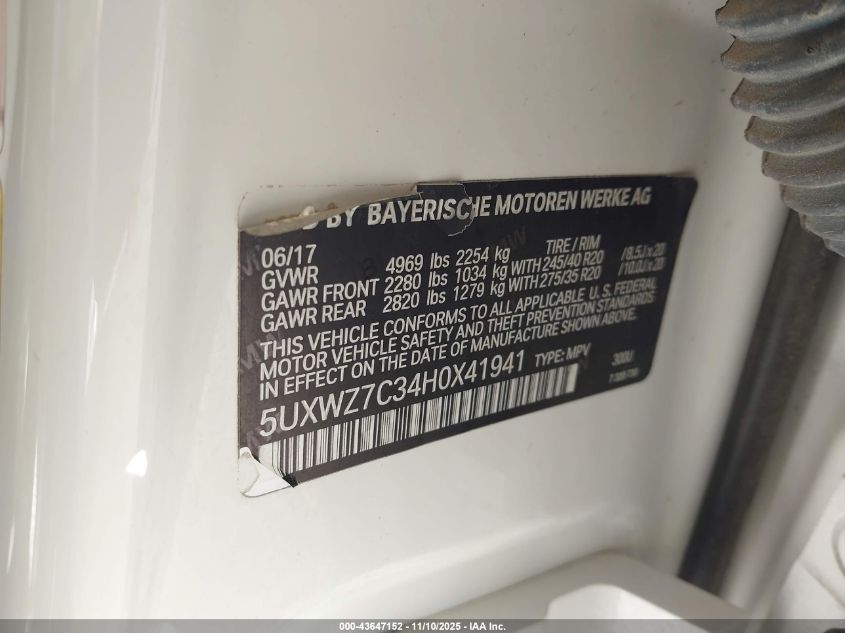 BY BAYERISCHE MOTOREN WERKE AG
06/17 TIRE / RIM
GVWR 4969 lbs 2254 kg
GAWR FRONT 2280 lbs 1034 kg WITH 245/40 R20 /8.5Jx20
GAWR REAR 2820 lbs 1279 kg WITH 275/35 R20 /10.0Jx20
THIS VEHICLE CONFORMS TO ALL APPLICABLE U.S. FEDERAL
MOTOR VEHICLE SAFETY AND THEFT PREVENTION STANDARDS
IN EFFECT ON THE DATE OF MANUFACTURE SHOWN ABOVE.
5UXWZ7C34H0X41941 TYPE: MPV 300U
000-43647152 - 11/10/2025 - IAA Inc.